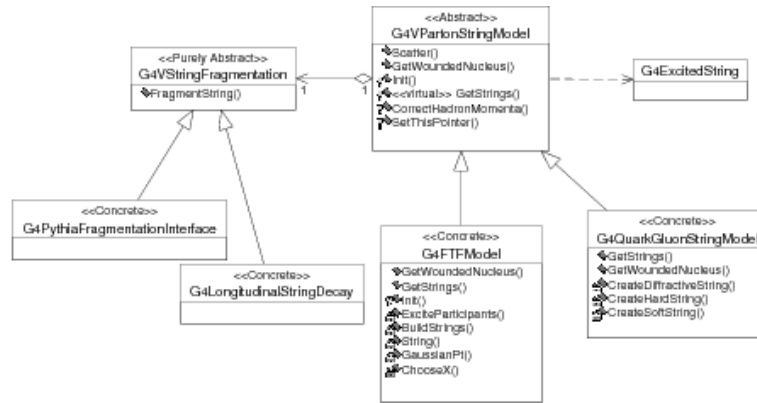 <<Abstract>>
G4VPartonStringModel
Scatter()
GetWoundedNucleus()
Init()
<<virtual>> GetStrings()
CorrectHadronMomenta()
SetThisPointer()
<<Purely Abstract>>
G4VStringFragmentation
FragmentString()
1
1
G4ExcitedString
<<Concrete>>
G4PythiaFragmentationInterface
<<Concrete>>
G4LongitudinalStringDecay
<<Concrete>>
G4FTFModel
GetWoundedNucleus()
GetStrings()
Init()
ExciteParticipants()
BuildStrings()
String()
GaussianPt()
ChooseX()
<<Concrete>>
G4QuarkGluonStringModel
GetStrings()
GetWoundedNucleus()
CreateDiffractiveString()
CreateHardString()
CreateSoftString()